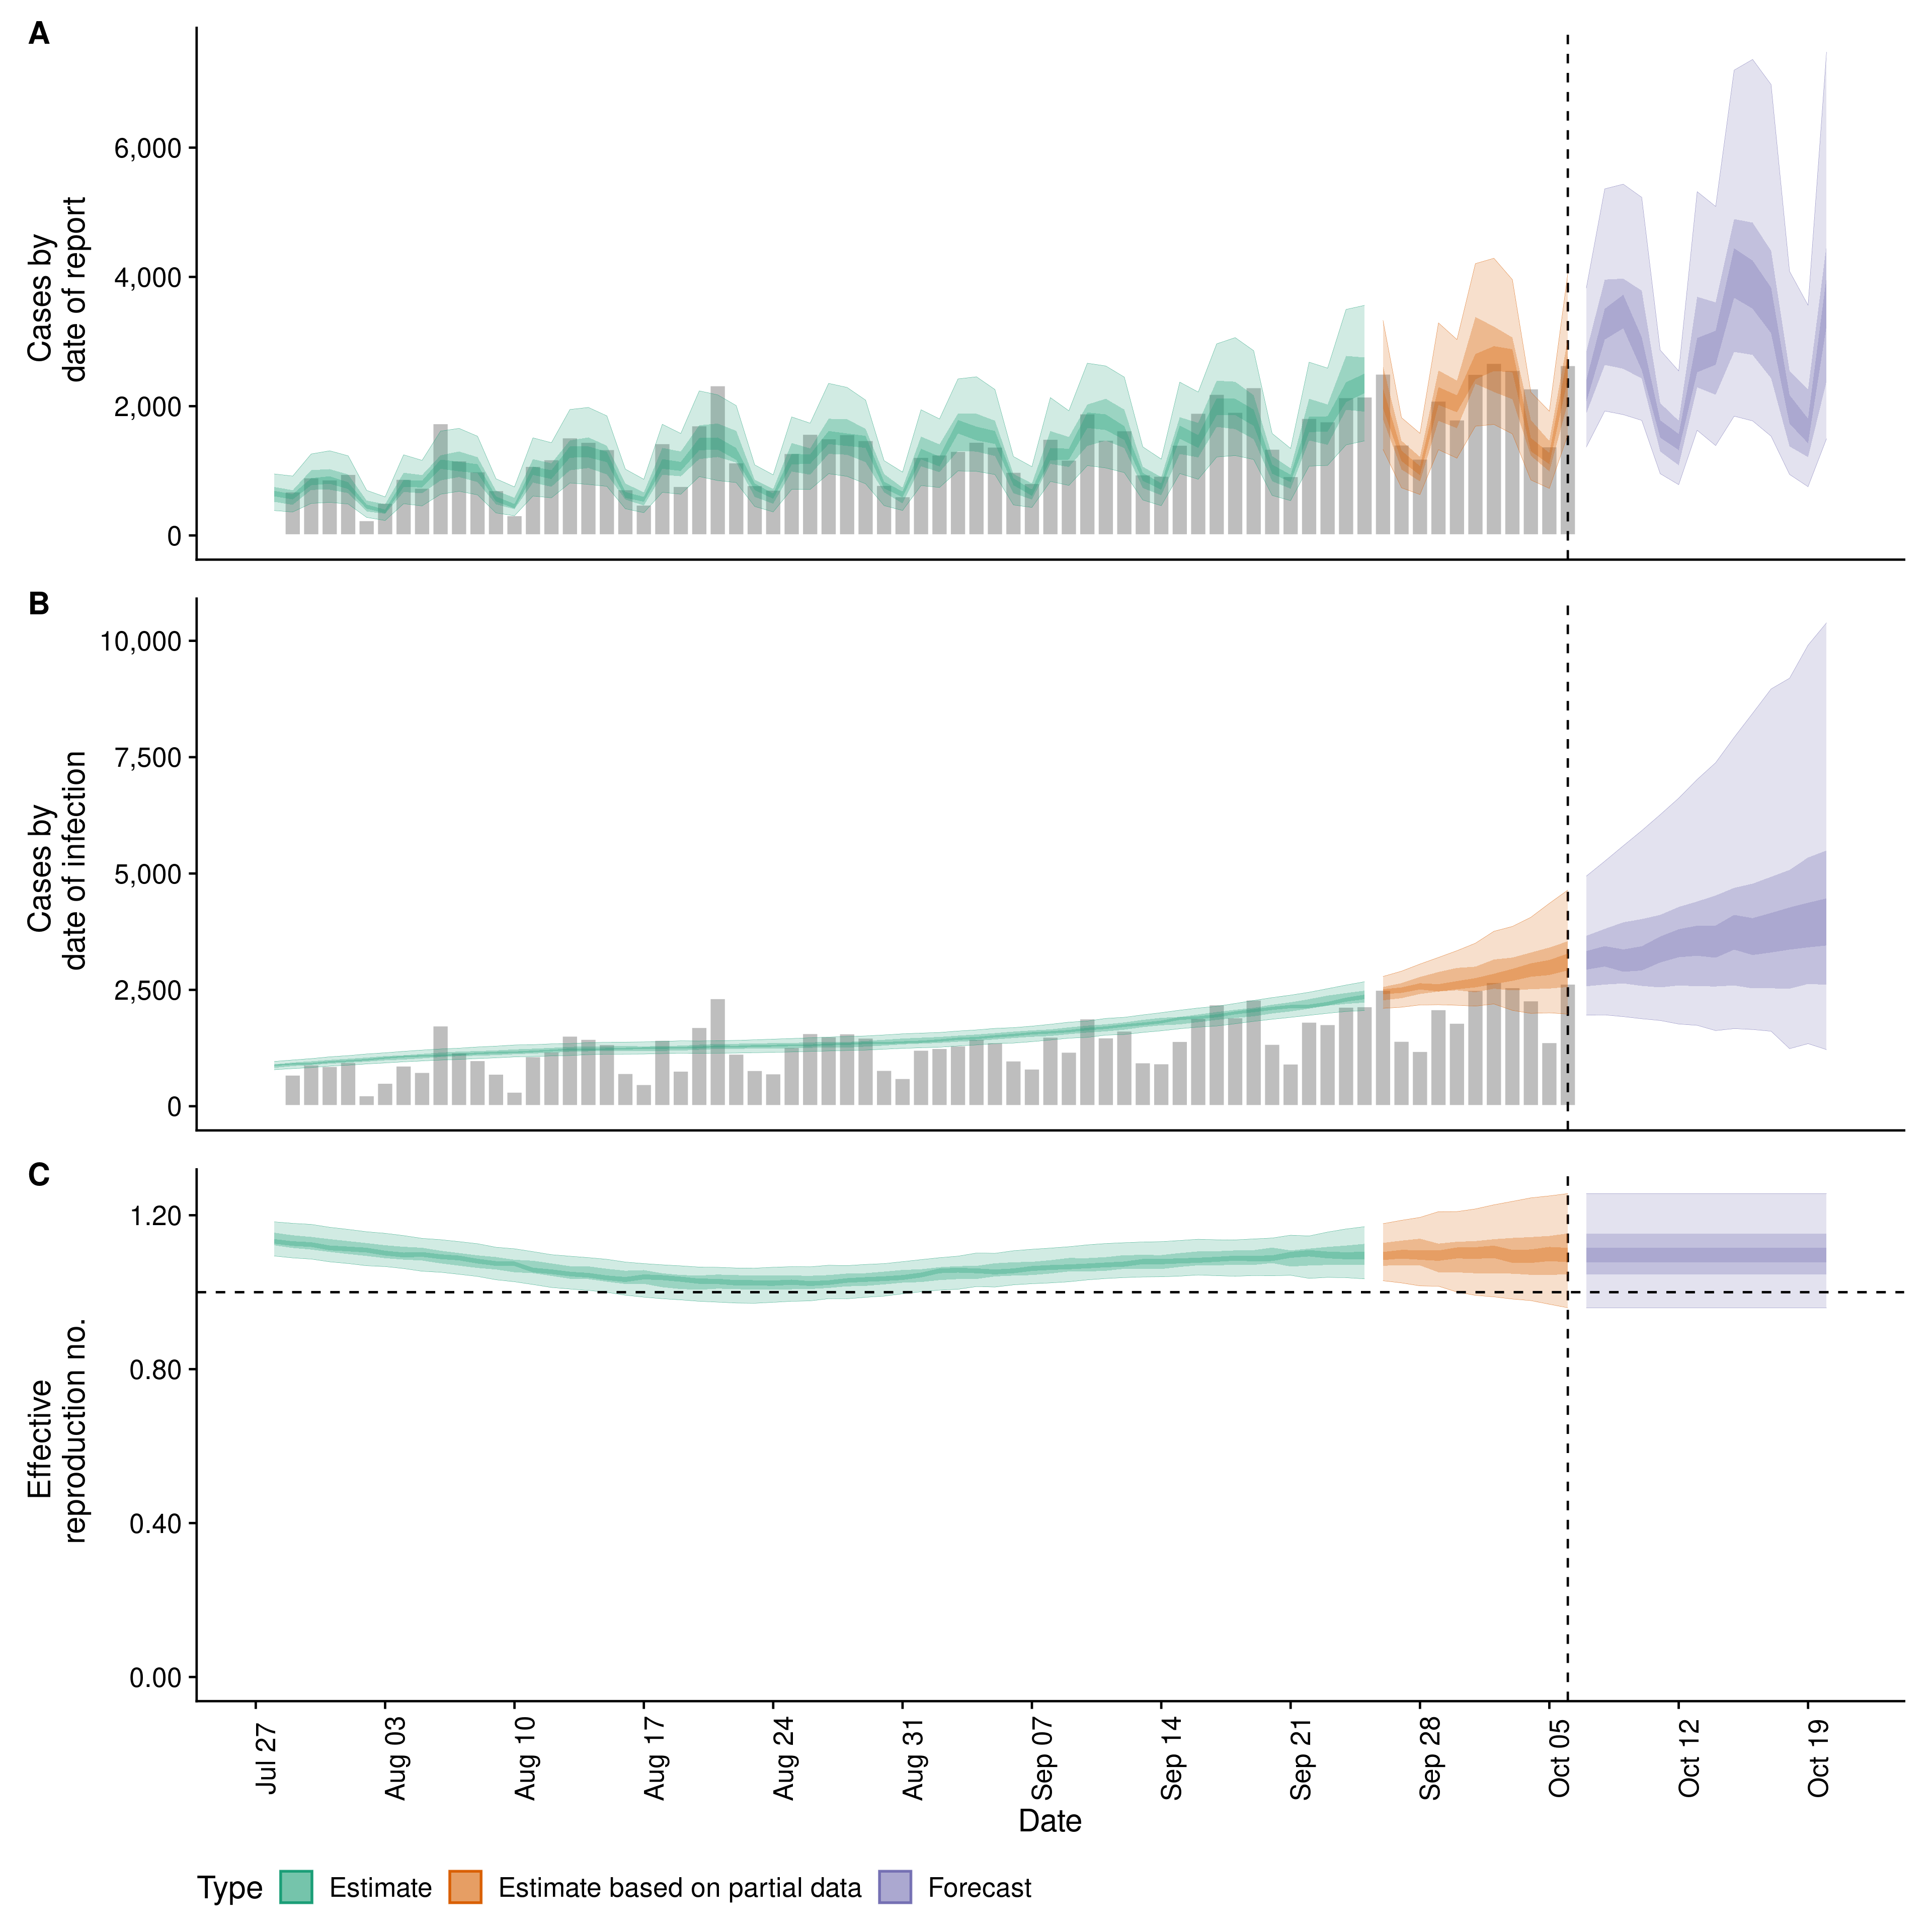 A
Cases by
date of report
6,000
4,000
2,000
0
B
Cases by
date of infection
10,000
7,500
5,000
2,500
0
C
Effective
reproduction no.
1.20
0.80
0.40
0.00
Jul 27
Aug 03
Aug 10
Aug 17
Aug 24
Aug 31
Sep 07
Sep 14
Sep 21
Sep 28
Oct 05
Oct 12
Oct 19
Date
Type Estimate Estimate based on partial data Forecast